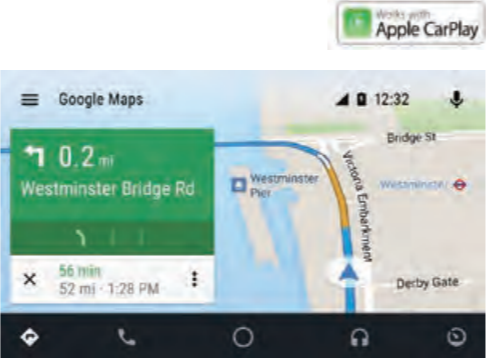 Works with
Apple CarPlay
Google Maps
12:32
0.2 mi
Westminster Bridge Rd
56 min
52 mi · 1:28 PM
Bridge St
Westminster
Pier
Victoria Embankment
Westminster
Derby Gate